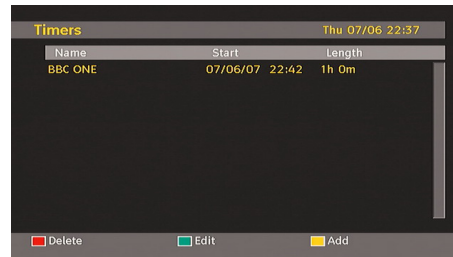 Timers Thu 07/06 22:37
Name Start Length
BBC ONE 07/06/07 22:42 1h 0m
Delete Edit Add